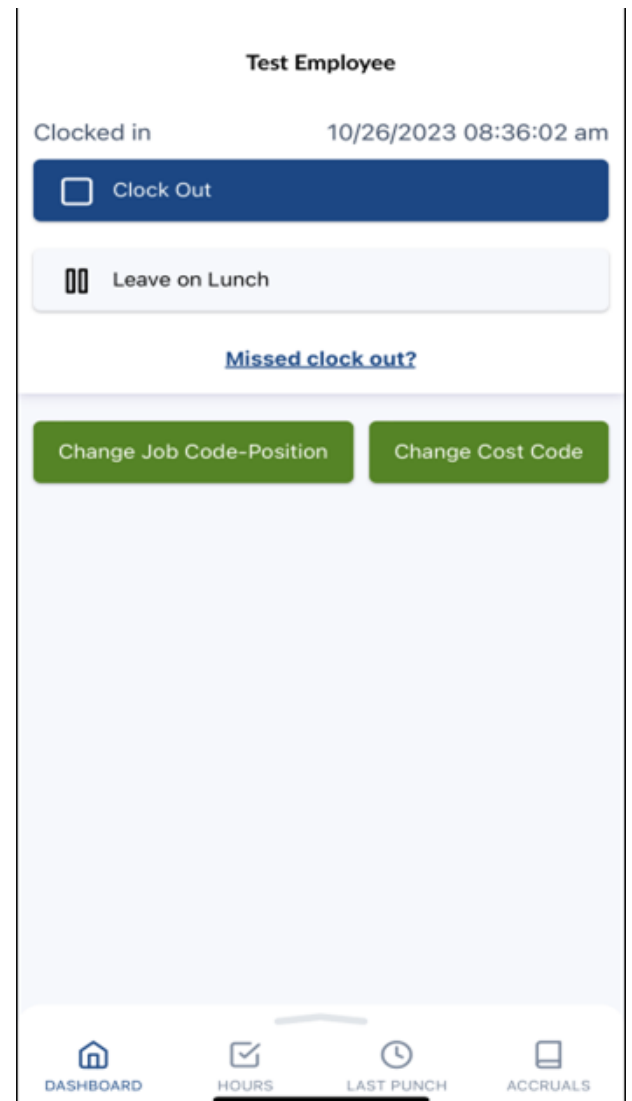 Test Employee
Clocked in 10/26/2023 08:36:02 am
Clock Out
Leave on Lunch
Missed clock out?
Change Job Code-Position Change Cost Code
DASHBOARD HOURS LAST PUNCH ACCRUALS